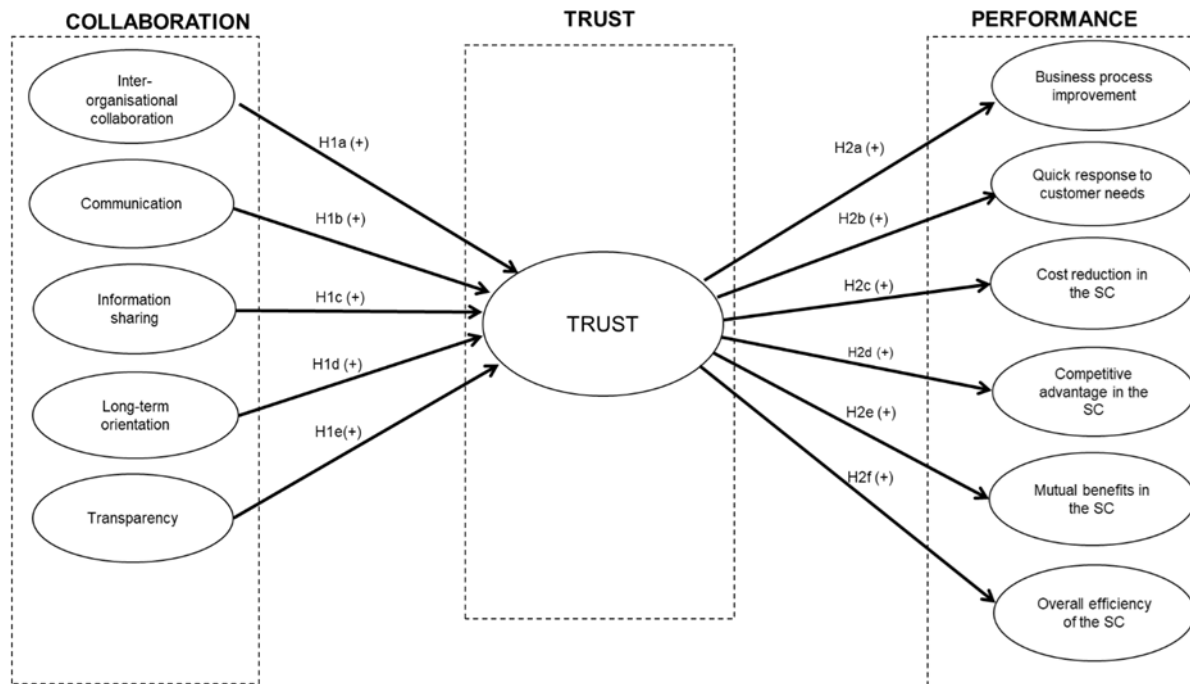 COLLABORATION
TRUST
PERFORMANCE
Inter-
organisational
collaboration
Communication
Information
sharing
Long-term
orientation
Transparency
H1a (+)
H1b (+)
H1c (+)
H1d (+)
H1e(+)
TRUST
H2a (+)
H2b (+)
H2c (+)
H2d (+)
H2e (+)
H2f (+)
Business process
improvement
Quick response to
customer needs
Cost reduction in
the SC
Competitive
advantage in the
SC
Mutual benefits in
the SC
Overall efficiency
of the SC